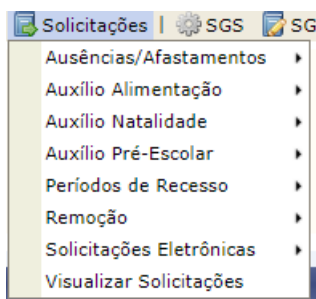 Solicitações | SGS SG
Ausências/Afastamentos
Auxílio Alimentação
Auxílio Natalidade
Auxílio Pré-Escolar
Períodos de Recesso
Remoção
Solicitações Eletrônicas
Visualizar Solicitações